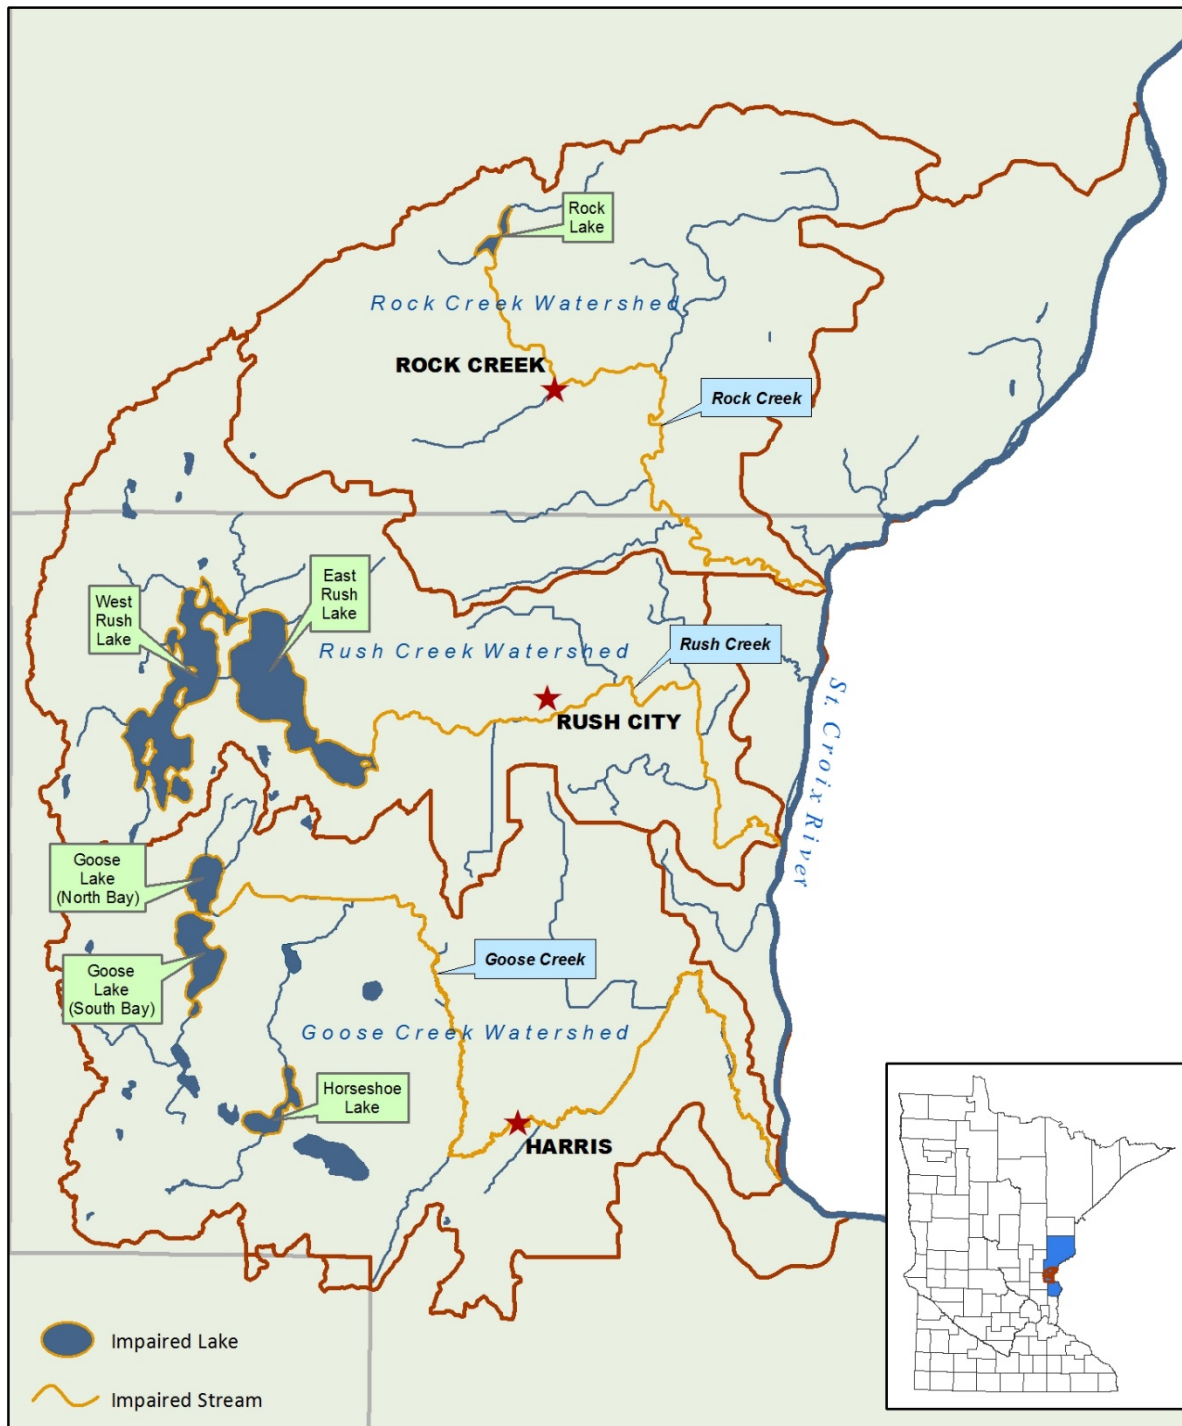 Rock
Lake
Rock Creek Watershed
ROCK CREEK
Rock Creek
East
Rush
Lake
West
Rush
Lake
Rush Creek Watershed
Rush Creek
RUSH CITY
St. Croix River
Goose
Lake
(North Bay)
Goose
Lake
(South Bay)
Goose Creek
Goose Creek Watershed
Horseshoe
Lake
HARRIS
Impaired Lake
Impaired Stream